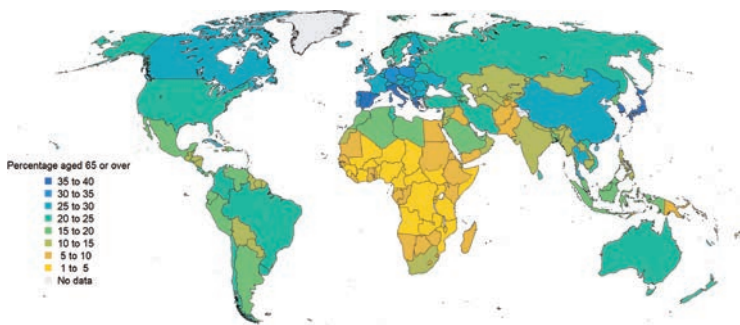 Percentage aged 65 or over
35 to 40
30 to 35
25 to 30
20 to 25
15 to 20
10 to 15
5 to 10
1 to 5
No data